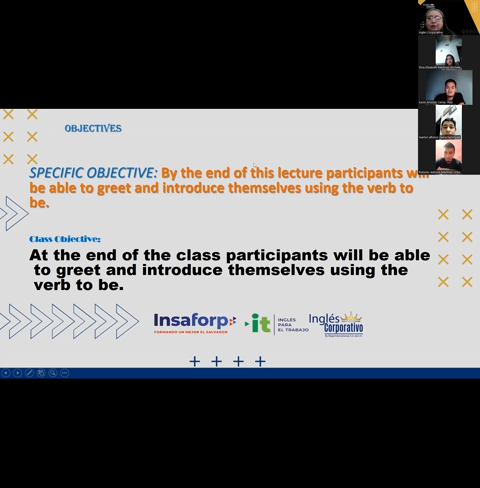 Inglés Corporativo
OBJECTIVES
SPECIFIC OBJECTIVE: By the end of this lecture participants will
be able to greet and introduce themselves using the verb to
be.
Class Objective:
At the end of the class participants will be able
to greet and introduce themselves using the
verb to be.
Insaforp
FORMANDO UN MEJOR EL SALVADOR
it
INGLÉS
PARA
EL TRABAJO
Inglés
Corporativo